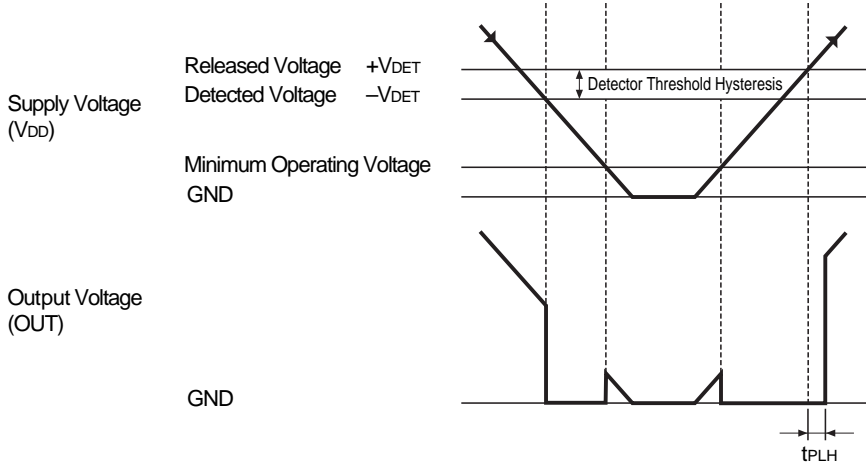 Released Voltage +VDET
Detector Threshold Hysteresis
Supply Voltage
(VDD)
Detected Voltage –VDET
Minimum Operating Voltage
GND
Output Voltage
(OUT)
GND
tPLH